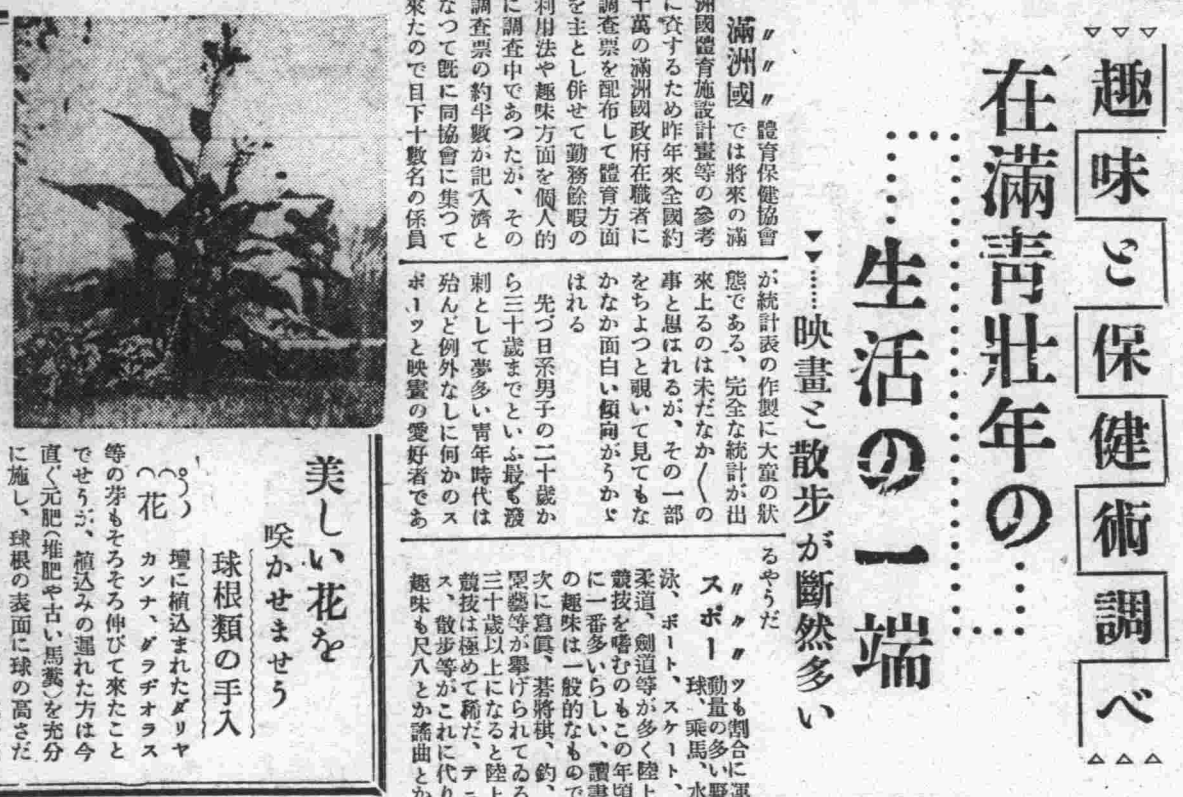 趣味と保健術調べ
在滿靑壯年の……
……生活の一端
……映畫と散步が斷然多い
滿洲國 體育保健協會
では將來の滿
洲國體育施設計畫等の參考
に資するため昨年來全國約
十萬の滿洲國政府在職者に
調査票を配布して體育方面
を主とし併せて勤務餘暇の
利用法や趣味方面を個人的
に調査中であつたが、その
調査票の約半數が記入濟と
なつて旣に同協會に集つて
來たので目下十數名の係員
が統計表の作製に大童の狀
態である、完全な統計が出
來上るのは未だなか〳〵の
事と思はれるが、その一部
をちよつと覗いて見てもな
かなか面白い傾向がうかゞ
はれる
先づ日系男子の二十歲か
ら三十歲までといふ最も潑
刺として夢多い靑年時代は
殆んど例外なしに何かのス
ポーツと映畫の愛好者であ
るやうだ
スポー ツも割合に運
動量の多い野
球、乘馬、水
泳、ボート、スケート、
柔道、劍道等が多く陸上
競技を嗜むのもこの年頃
に一番多いらしい、讀書
の趣味は一般的なもので
次に寫眞、碁將棋、釣、
園藝等が擧げられてゐる
三十歲以上になると陸上
競技は極めて稀だ、テニ
ス、散步等がこれに代り
趣味も尺八とか謠曲とか
美しい花を
咲かせませう
球根類の手入
花 壇に植込まれたダリヤ
カンナ、グラヂオラス
等の芽もそろそろ伸びて來たこと
でせうが、植込みの遲れた方は今
直ぐ元肥(堆肥や古い馬糞)を充分
に施し、球根の表面に球の高さだ